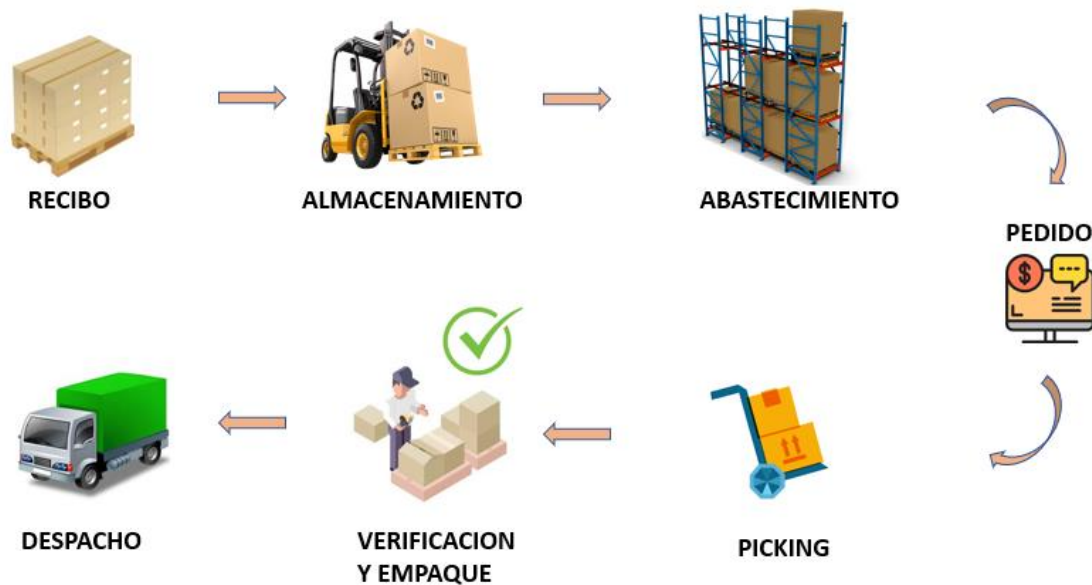 RECIBO
ALMACENAMIENTO
ABASTECIMIENTO
PEDIDO
$
PICKING
VERIFICACION
Y EMPAQUE
DESPACHO